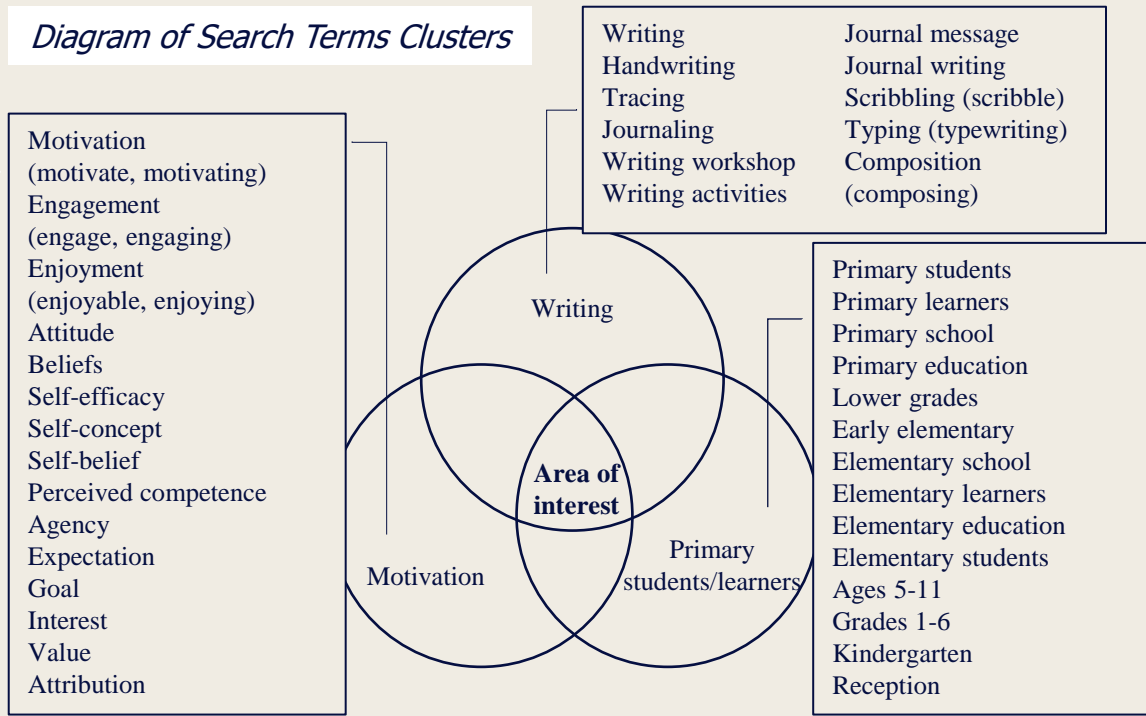 Diagram of Search Terms Clusters
Writing
Handwriting
Tracing
Journaling
Writing workshop
Writing activities
Journal message
Journal writing
Scribbling (scribble)
Typing (typewriting)
Composition
(composing)
Motivation
(motivate, motivating)
Engagement
(engage, engaging)
Enjoyment
(enjoyable, enjoying)
Attitude
Beliefs
Self-efficacy
Self-concept
Self-belief
Perceived competence
Agency
Expectation
Goal
Interest
Value
Attribution
Writing
Area of
interest
Motivation
Primary
students/learners
Primary students
Primary learners
Primary school
Primary education
Lower grades
Early elementary
Elementary school
Elementary learners
Elementary education
Elementary students
Ages 5-11
Grades 1-6
Kindergarten
Reception